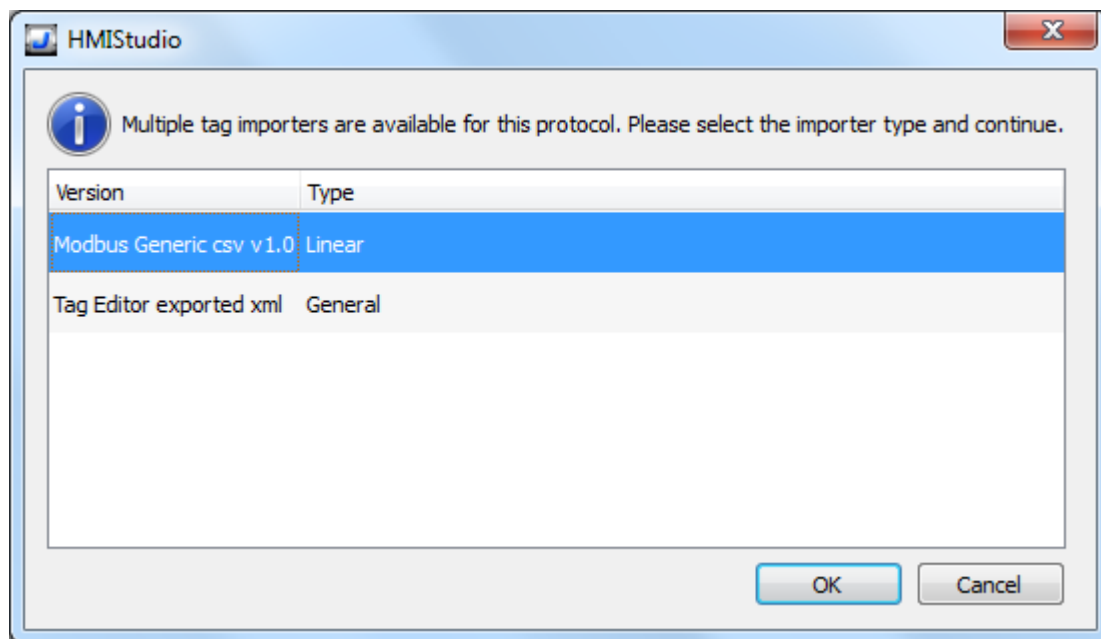 HMIStudio
Multiple tag importers are available for this protocol. Please select the importer type and continue.
Version Type
Modbus Generic csv v1.0 Linear
Tag Editor exported xml General
OK Cancel